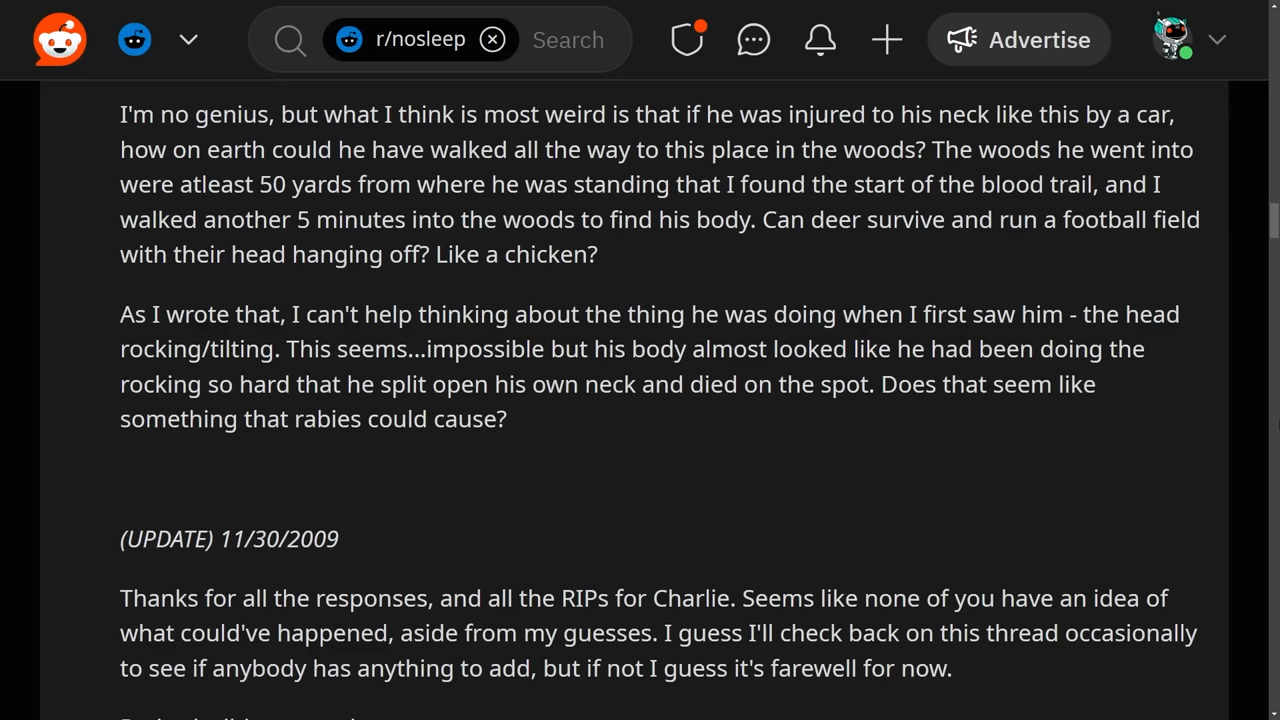 r/nosleep
Search
Advertise
I'm no genius, but what I think is most weird is that if he was injured to his neck like this by a car,
how on earth could he have walked all the way to this place in the woods? The woods he went into
were atleast 50 yards from where he was standing that I found the start of the blood trail, and I
walked another 5 minutes into the woods to find his body. Can deer survive and run a football field
with their head hanging off? Like a chicken?
As I wrote that, I can't help thinking about the thing he was doing when I first saw him - the head
rocking/tilting. This seems...impossible but his body almost looked like he had been doing the
rocking so hard that he split open his own neck and died on the spot. Does that seem like
something that rabies could cause?
(UPDATE) 11/30/2009
Thanks for all the responses, and all the RIPs for Charlie. Seems like none of you have an idea of
what could've happened, aside from my guesses. I guess I'll check back on this thread occasionally
to see if anybody has anything to add, but if not I guess it's farewell for now.